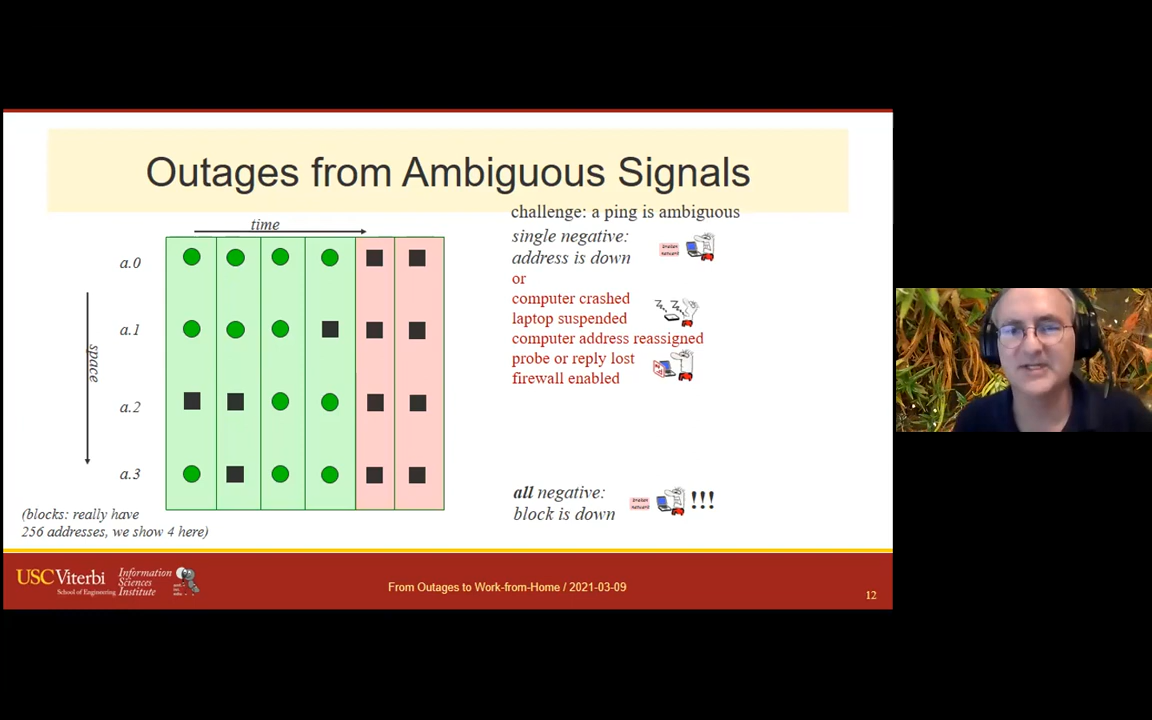 Outages from Ambiguous Signals
time
space
a.0
a.1
a.2
a.3
(blocks: really have
256 addresses, we show 4 here)
challenge: a ping is ambiguous
single negative:
address is down
or
computer crashed
laptop suspended
computer address reassigned
probe or reply lost
firewall enabled
all negative:
block is down
!!!
USC Viterbi
School of Engineering
Information
Sciences
Institute
From Outages to Work-from-Home / 2021-03-09
12